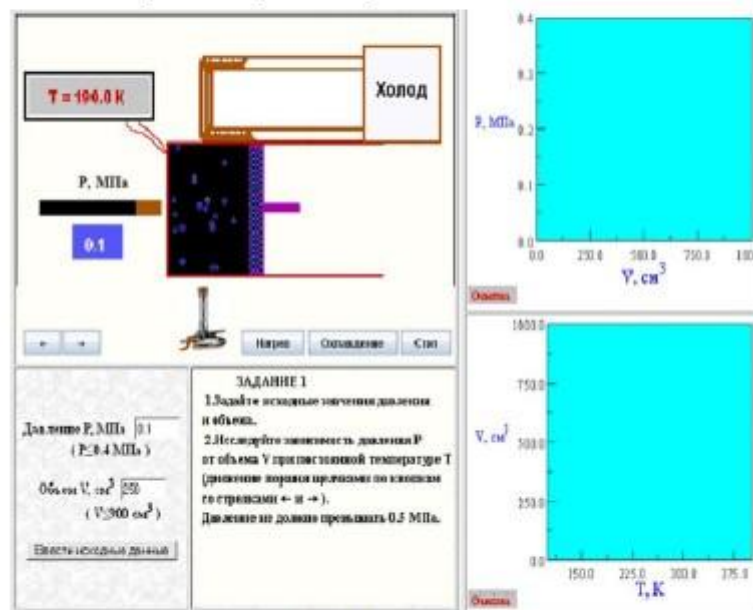 Холод
P, МПа
0.1
← →
Нагрев Охлаждение Стоп
Давление P, МПа 0.1
( P≤0.4 МПа )
Объем V, см³ 250
( V≤900 см³ )
Ввести исходные данные
ЗАДАНИЕ 1
1.Задайте исходные значения давления
и объема.
2.Исследуйте зависимость давления P
от объема V при постоянной температуре T
(движение поршня щелчками по кнопкам
со стрелками ← и → ).
Давление не должно превышать 0.5 МПа.
0.4
0.3
P, МПа
0.2
0.1
0.0
0.0 250.0 500.0 750.0 100
V, см³
Очистка
1000.0
750.0
V, см³
500.0
250.0
0.0
150.0 225.0 300.0 375.0
T, K
Очистка